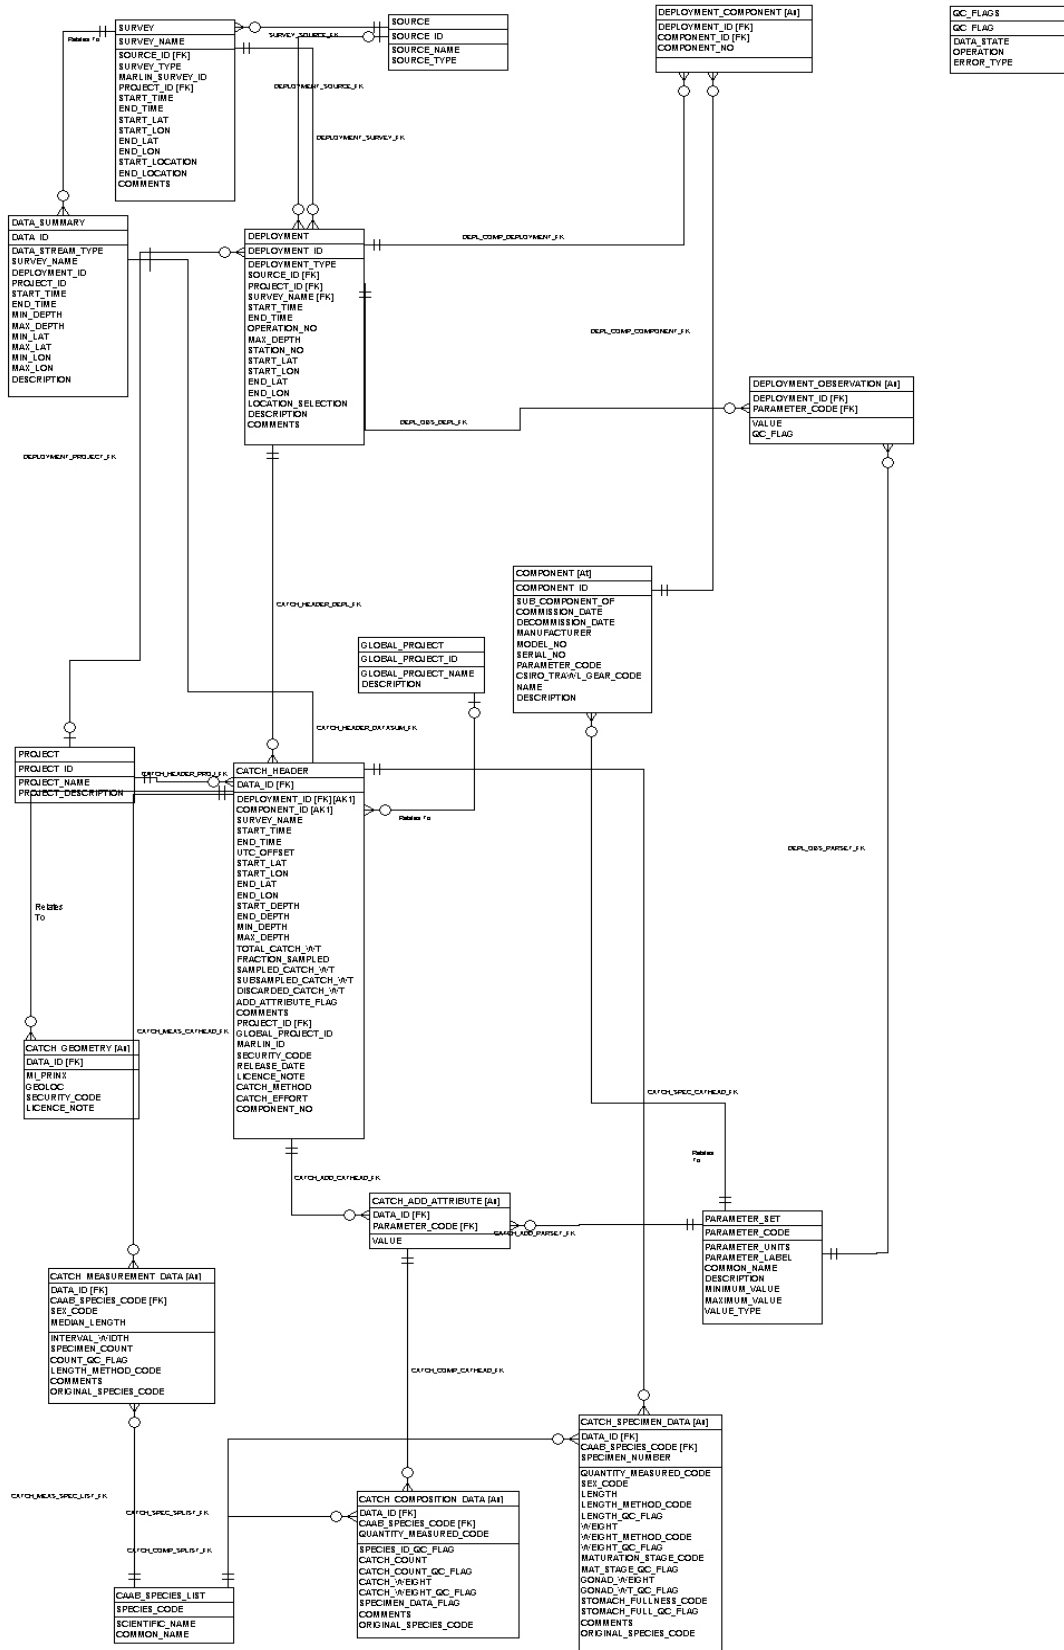 SURVEY
SURVEY_NAME
SOURCE_ID [FK]
SURVEY_TYPE
MARLIN_SURVEY_ID
PROJECT_ID [FK]
START_TIME
END_TIME
START_LAT
START_LON
END_LAT
END_LON
START_LOCATION
END_LOCATION
COMMENTS
Relates To
SURVEY_SOURCE_FK
SOURCE
SOURCE_ID
SOURCE_NAME
SOURCE_TYPE
DEPLOYMENT_SOURCE_FK
DEPLOYMENT_SURVEY_FK
DEPLOYMENT_COMPONENT [Att]
DEPLOYMENT_ID [FK]
COMPONENT_ID [FK]
COMPONENT_NO
QC_FLAGS
QC_FLAG
DATA_STATE
OPERATION
ERROR_TYPE
DATA_SUMMARY
DATA_ID
DATA_STREAM_TYPE
SURVEY_NAME
DEPLOYMENT_ID
PROJECT_ID
START_TIME
END_TIME
MIN_DEPTH
MAX_DEPTH
MIN_LAT
MAX_LAT
MIN_LON
MAX_LON
DESCRIPTION
DEPLOYMENT
DEPLOYMENT_ID
DEPLOYMENT_TYPE
SOURCE_ID [FK]
PROJECT_ID [FK]
SURVEY_NAME [FK]
START_TIME
END_TIME
OPERATION_NO
MAX_DEPTH
STATION_NO
START_LAT
START_LON
END_LAT
END_LON
LOCATION_SELECTION
DESCRIPTION
COMMENTS
DEPL_COMP_DEPLOYMENT_FK
DEPL_COMP_COMPONENT_FK
DEPLOYMENT_OBSERVATION [Att]
DEPLOYMENT_ID [FK]
PARAMETER_CODE [FK]
VALUE
QC_FLAG
DEPL_OBS_DEPL_FK
DEPLOYMENT_PROJECT_FK
COMPONENT [Att]
COMPONENT_ID
SUB_COMPONENT_OF
COMMISSION_DATE
DECOMMISSION_DATE
MANUFACTURER
MODEL_NO
SERIAL_NO
PARAMETER_CODE
CSIRO_TRAWL_GEAR_CODE
NAME
DESCRIPTION
CATCH_HEADER_DEPL_FK
GLOBAL_PROJECT
GLOBAL_PROJECT_ID
GLOBAL_PROJECT_NAME
DESCRIPTION
CATCH_HEADER_DATASUM_FK
PROJECT
PROJECT_ID
PROJECT_NAME
PROJECT_DESCRIPTION
CATCH_HEADER_PROJ_FK
CATCH_HEADER
DATA_ID [FK]
DEPLOYMENT_ID [FK][AK1]
COMPONENT_ID [AK1]
SURVEY_NAME
START_TIME
END_TIME
UTC_OFFSET
START_LAT
START_LON
END_LAT
END_LON
START_DEPTH
END_DEPTH
MIN_DEPTH
MAX_DEPTH
TOTAL_CATCH_WT
FRACTION_SAMPLED
SAMPLED_CATCH_WT
SUBSAMPLED_CATCH_WT
DISCARDED_CATCH_WT
ADD_ATTRIBUTE_FLAG
COMMENTS
PROJECT_ID [FK]
GLOBAL_PROJECT_ID
MARLIN_ID
SECURITY_CODE
RELEASE_DATE
LICENCE_NOTE
CATCH_METHOD
CATCH_EFFORT
COMPONENT_NO
Relates To
DEPL_OBS_PARSET_FK
Relates
To
CATCH_MEAS_CATHEAD_FK
CATCH_GEOMETRY [Att]
DATA_ID [FK]
MI_PRINX
GEOLOC
SECURITY_CODE
LICENCE_NOTE
CATCH_SPEC_CATHEAD_FK
Relates
To
CATCH_ADD_CATHEAD_FK
CATCH_ADD_ATTRIBUTE [Att]
DATA_ID [FK]
PARAMETER_CODE [FK]
VALUE
CATCH_ADD_PARSET_FK
PARAMETER_SET
PARAMETER_CODE
PARAMETER_UNITS
PARAMETER_LABEL
COMMON_NAME
DESCRIPTION
MINIMUM_VALUE
MAXIMUM_VALUE
VALUE_TYPE
CATCH_MEASUREMENT_DATA [Att]
DATA_ID [FK]
CAAB_SPECIES_CODE [FK]
SEX_CODE
MEDIAN_LENGTH
INTERVAL_WIDTH
SPECIMEN_COUNT
COUNT_QC_FLAG
LENGTH_METHOD_CODE
COMMENTS
ORIGINAL_SPECIES_CODE
CATCH_COMP_CATHEAD_FK
CATCH_SPECIMEN_DATA [Att]
DATA_ID [FK]
CAAB_SPECIES_CODE [FK]
SPECIMEN_NUMBER
QUANTITY_MEASURED_CODE
SEX_CODE
LENGTH
LENGTH_METHOD_CODE
LENGTH_QC_FLAG
WEIGHT
WEIGHT_METHOD_CODE
WEIGHT_QC_FLAG
MATURATION_STAGE_CODE
MAT_STAGE_QC_FLAG
GONAD_WEIGHT
GONAD_WT_QC_FLAG
STOMACH_FULLNESS_CODE
STOMACH_FULL_QC_FLAG
COMMENTS
ORIGINAL_SPECIES_CODE
CATCH_MEAS_SPEC_LIST_FK
CATCH_SPEC_SPLIST_FK
CATCH_COMP_SPLIST_FK
CATCH_COMPOSITION_DATA [Att]
DATA_ID [FK]
CAAB_SPECIES_CODE [FK]
QUANTITY_MEASURED_CODE
SPECIES_ID_QC_FLAG
CATCH_COUNT
CATCH_COUNT_QC_FLAG
CATCH_WEIGHT
CATCH_WEIGHT_QC_FLAG
SPECIMEN_DATA_FLAG
COMMENTS
ORIGINAL_SPECIES_CODE
CAAB_SPECIES_LIST
SPECIES_CODE
SCIENTIFIC_NAME
COMMON_NAME